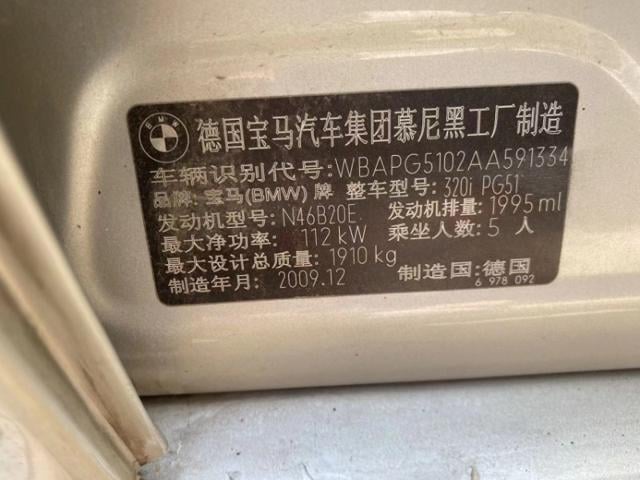 BMW
德国宝马汽车集团慕尼黑工厂制造
车辆识别代号:WBAPG5102AA591334
品牌:宝马(BMW)牌 整车型号:320i PG51
发动机型号:N46B20E 发动机排量:1995ml
最大净功率: 112kW 乘坐人数:5 人
最大设计总质量:1910kg
制造年月:2009.12 制造国:德国
6 978 092